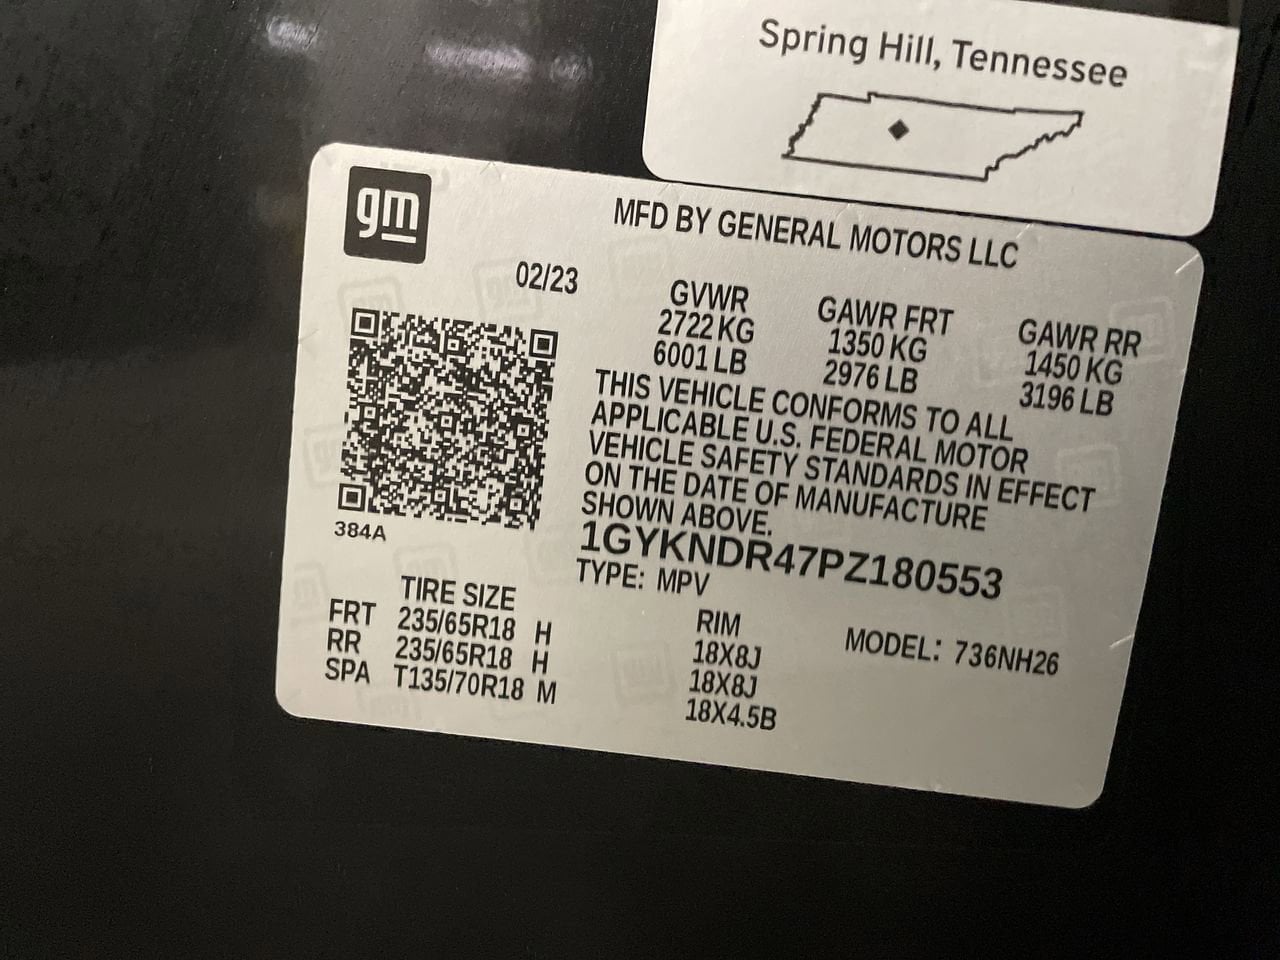 Spring Hill, Tennessee
gm
MFD BY GENERAL MOTORS LLC
02/23
GVWR GAWR FRT GAWR RR
2722 KG 1350 KG 1450 KG
6001 LB 2976 LB 3196 LB
THIS VEHICLE CONFORMS TO ALL
APPLICABLE U.S. FEDERAL MOTOR
VEHICLE SAFETY STANDARDS IN EFFECT
ON THE DATE OF MANUFACTURE
SHOWN ABOVE.
384A
1GYKNDR47PZ180553
TYPE: MPV
MODEL: 736NH26
TIRE SIZE RIM
FRT 235/65R18 H 18X8J
RR 235/65R18 H 18X8J
SPA T135/70R18 M 18X4.5B